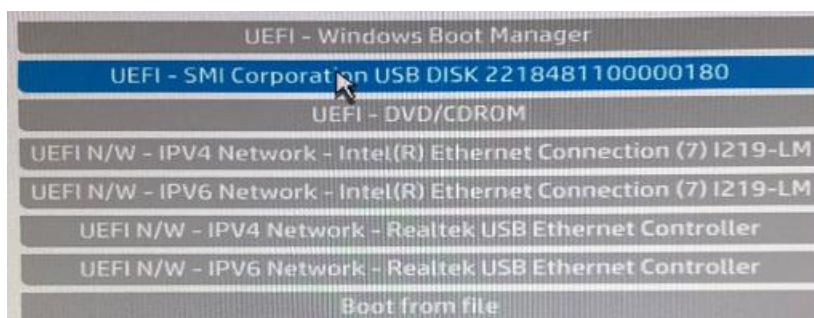 UEFI - Windows Boot Manager
UEFI - SMI Corporation USB DISK 2218481100000180
UEFI - DVD/CDROM
UEFI N/W - IPV4 Network - Intel(R) Ethernet Connection (7) I219-LM
UEFI N/W - IPV6 Network - Intel(R) Ethernet Connection (7) I219-LM
UEFI N/W - IPV4 Network - Realtek USB Ethernet Controller
UEFI N/W - IPV6 Network - Realtek USB Ethernet Controller
Boot from file